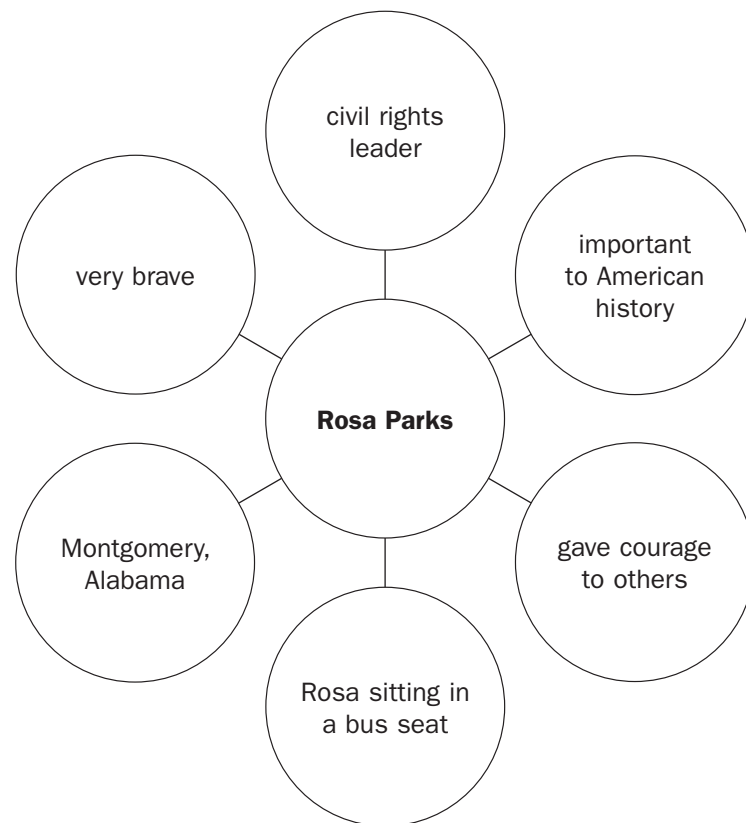 civil rights
leader
very brave
important
to American
history
Rosa Parks
Montgomery,
Alabama
gave courage
to others
Rosa sitting in
a bus seat